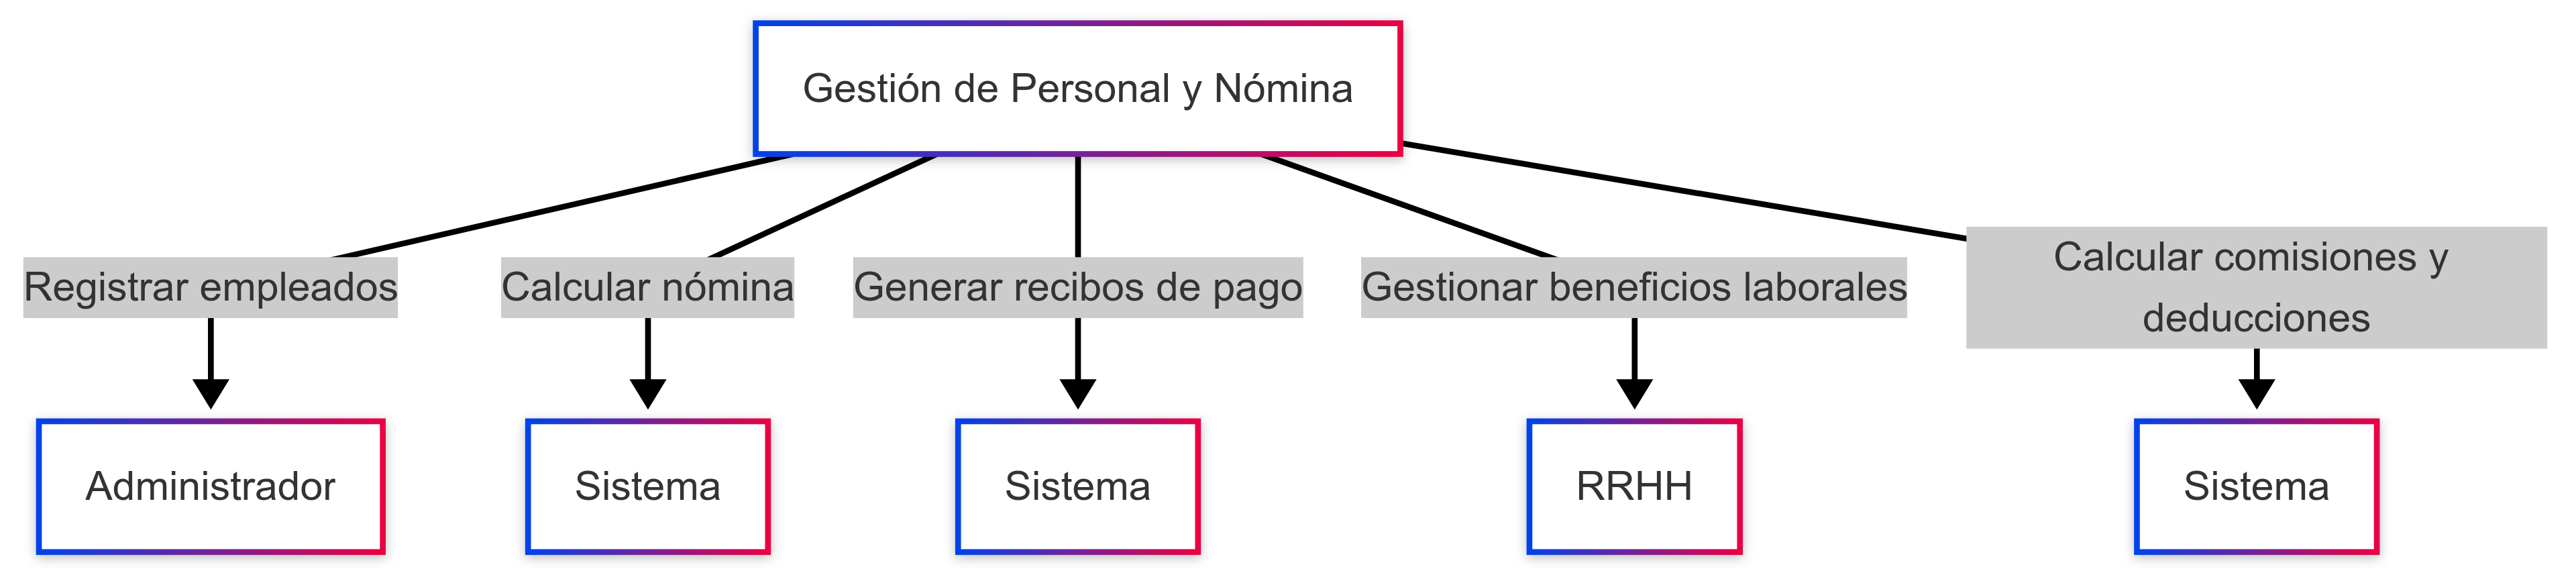 Gestión de Personal y Nómina
Registrar empleados
Calcular nómina
Generar recibos de pago
Gestionar beneficios laborales
Calcular comisiones y
deducciones
Administrador
Sistema
Sistema
RRHH
Sistema